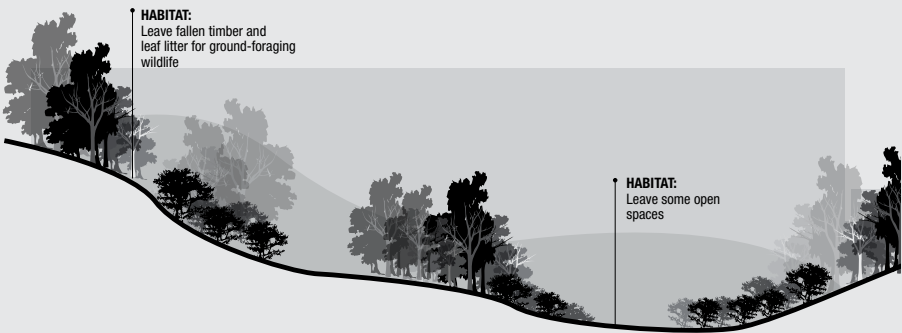 HABITAT:
Leave fallen timber and
leaf litter for ground-foraging
wildlife
HABITAT:
Leave some open
spaces